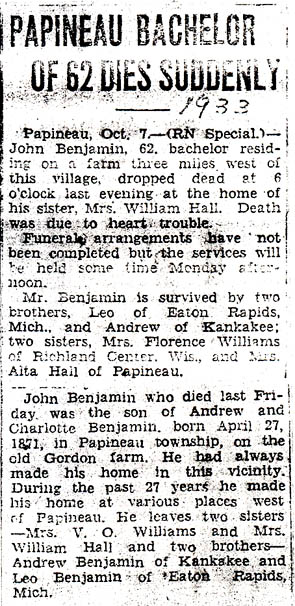 PAPINEAU BACHELOR
OF 62 DIES SUDDENLY
1933
Papineau, Oct. 7.—(RN Special.)—
John Benjamin, 62, bachelor resid-
ing on a farm three miles west of
this village, dropped dead at 6
o'clock last evening at the home of
his sister, Mrs. William Hall. Death
was due to heart trouble.
Funeral arrangements have not
been completed but the services will
be held some time Monday after-
noon.
Mr. Benjamin is survived by two
brothers, Leo of Eaton Rapids,
Mich., and Andrew of Kankakee;
two sisters, Mrs. Florence Williams
of Richland Center, Wis., and Mrs.
Alta Hall of Papineau.
John Benjamin who died last Fri-
day was the son of Andrew and
Charlotte Benjamin, born April 27,
1871, in Papineau township, on the
old Gordon farm. He had always
made his home in this vicinity.
During the past 27 years he made
his home at various places west
of Papineau. He leaves two sisters
—Mrs. V. O. Williams and Mrs.
William Hall and two brothers—
Andrew Benjamin of Kankakee and
Leo Benjamin of Eaton Rapids,
Mich.